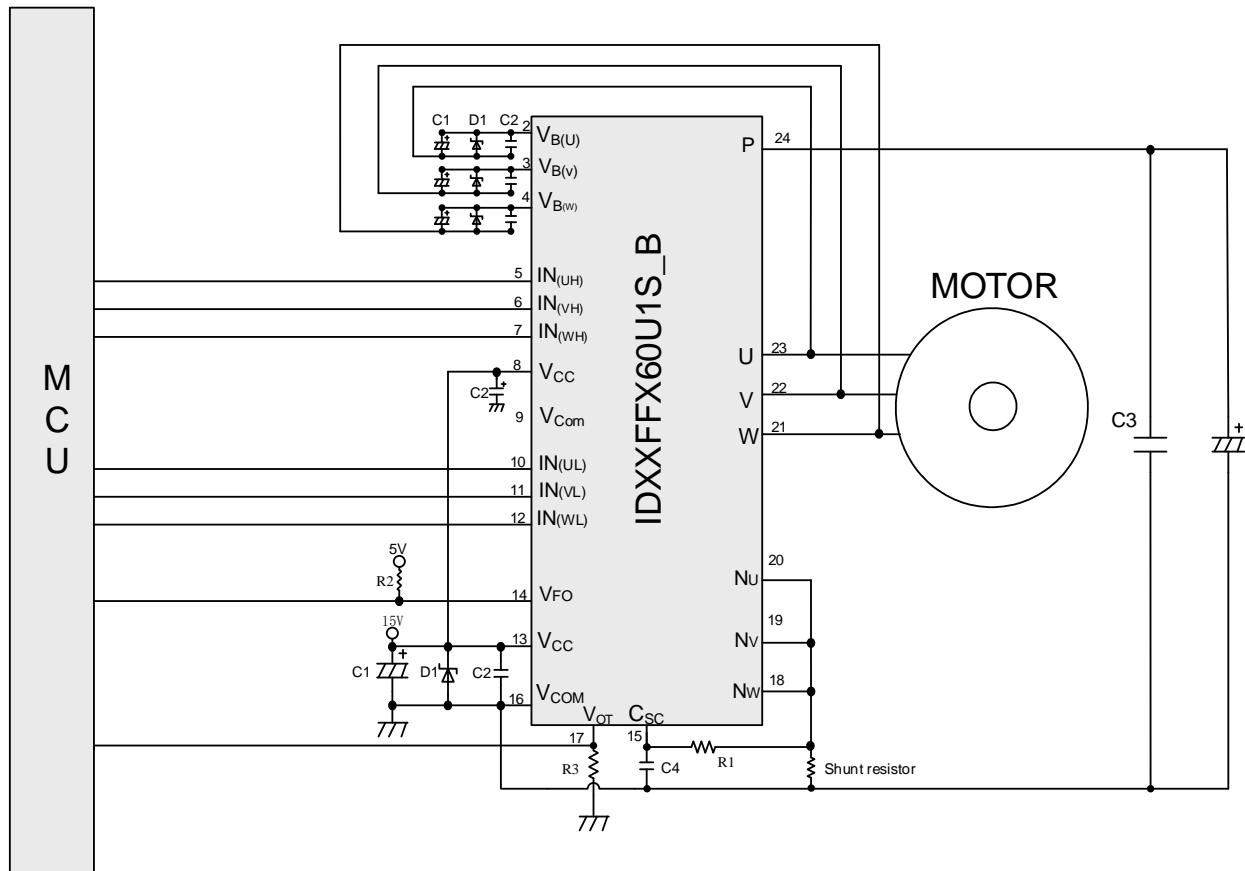 MCU
C1 D1 C2
2 VB(U)
3 VB(v)
4 VB(W)
5 IN(UH)
6 IN(VH)
7 IN(WH)
8 VCC
C2
9 VCom
10 IN(UL)
11 IN(VL)
12 IN(WL)
5V
R2
14 VFO
15V
13 VCC
C1 D1 C2
16 VCOM
VOT CSC
17 15
R3 C4 R1
Shunt resistor
IDXXFFX60U1S_B
P 24
MOTOR
U 23
V 22
W 21
C3
NU 20
NV 19
NW 18